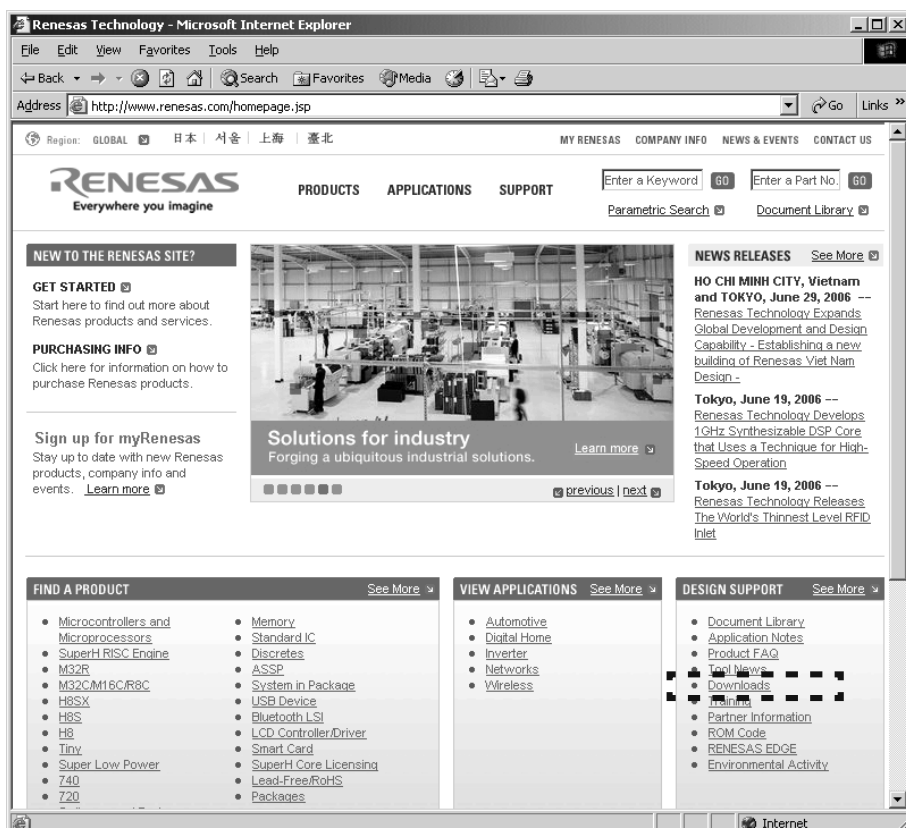 Renesas Technology - Microsoft Internet Explorer
File Edit View Favorites Tools Help
Back Search Favorites Media
Address http://www.renesas.com/homepage.jsp Go Links »
Region: GLOBAL 日本 | 서울 | 上海 | 臺北 MY RENESAS COMPANY INFO NEWS & EVENTS CONTACT US
RENESAS
Everywhere you imagine
PRODUCTS APPLICATIONS SUPPORT
Enter a Keyword GO Enter a Part No. GO
Parametric Search Document Library
NEW TO THE RENESAS SITE?
GET STARTED
Start here to find out more about
Renesas products and services.
PURCHASING INFO
Click here for information on how to
purchase Renesas products.
Sign up for myRenesas
Stay up to date with new Renesas
products, company info and
events. Learn more
Solutions for industry
Forging a ubiquitous industrial solutions. Learn more
previous | next
NEWS RELEASES See More
HO CHI MINH CITY, Vietnam
and TOKYO, June 29, 2006 --
Renesas Technology Expands
Global Development and Design
Capability - Establishing a new
building of Renesas Viet Nam
Design -
Tokyo, June 19, 2006 --
Renesas Technology Develops
1GHz Synthesizable DSP Core
that Uses a Technique for High-
Speed Operation
Tokyo, June 19, 2006 --
Renesas Technology Releases
The World's Thinnest Level RFID
Inlet
FIND A PRODUCT See More
Microcontrollers and
Microprocessors
SuperH RISC Engine
M32R
M32C/M16C/R8C
H8SX
H8S
H8
Tiny
Super Low Power
740
720
Memory
Standard IC
Discretes
ASSP
System in Package
USB Device
Bluetooth LSI
LCD Controller/Driver
Smart Card
SuperH Core Licensing
Lead-Free/RoHS
Packages
VIEW APPLICATIONS See More
Automotive
Digital Home
Inverter
Networks
Wireless
DESIGN SUPPORT See More
Document Library
Application Notes
Product FAQ
Tool News
Downloads
Training
Partner Information
ROM Code
RENESAS EDGE
Environmental Activity
Internet